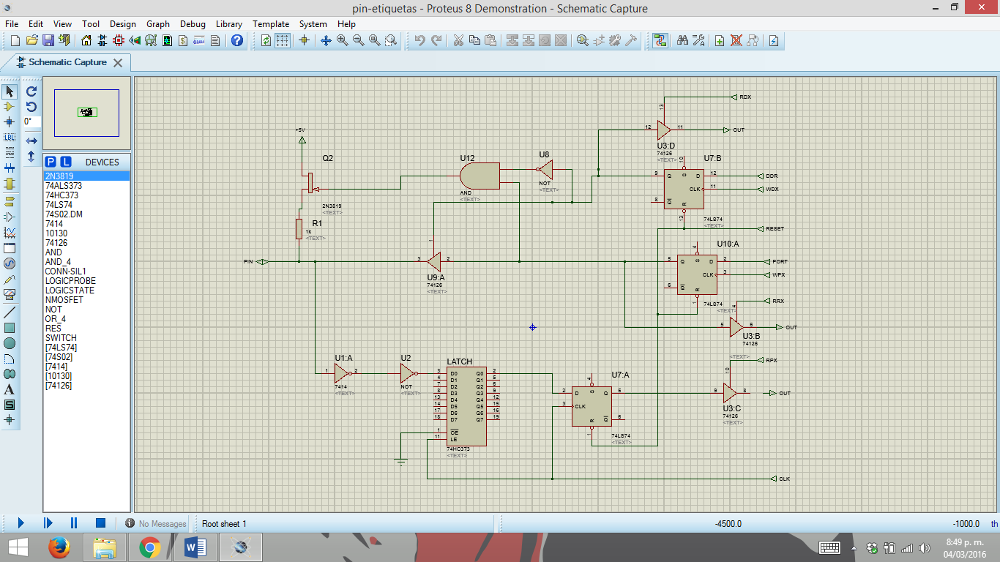 pin-etiquetas - Proteus 8 Demonstration - Schematic Capture
File Edit View Tool Design Graph Debug Library Template System Help
Schematic Capture
0°
LBL
P L DEVICES
2N3819
74ALS373
74HC373
74LS74
74S02.DM
7414
10130
74126
AND
AND_4
CONN-SIL1
LOGICPROBE
LOGICSTATE
NMOSFET
NOT
OR_4
RES
SWITCH
[74LS74]
[74S02]
[7414]
[10130]
[74126]
RDX
13
12 11 OUT
U3:D
74126
<TEXT>
+5V
Q2
2N3819
<TEXT>
U12
AND
<TEXT>
U8
NOT
<TEXT>
U7:B
10
9 Q S D 12 DDR
CLK 11 WDX
8 Q R
13
74LS74
<TEXT>
RESET
R1
1k
<TEXT>
1
PIN
3 2
U9:A
74126
<TEXT>
U10:A
4
5 Q S D 2 PORT
CLK 3 WPX
6 Q R
1
74LS74
<TEXT>
RRX
4
5 6 OUT
U3:B
74126
<TEXT>
RPX
10
9 8 OUT
U3:C
74126
<TEXT>
U1:A
1 2
7414
<TEXT>
U2
NOT
<TEXT>
LATCH
3 D0 Q0 2
4 D1 Q1 5
7 D2 Q2 6
8 D3 Q3 9
13 D4 Q4 12
14 D5 Q5 15
17 D6 Q6 16
18 D7 Q7 19
1 OE
11 LE
74HC373
<TEXT>
U7:A
4
2 D S Q 5
3 CLK
R Q 6
1
74LS74
<TEXT>
CLK
No Messages Root sheet 1 -4500.0 -1000.0 th
8:49 p. m.
04/03/2016